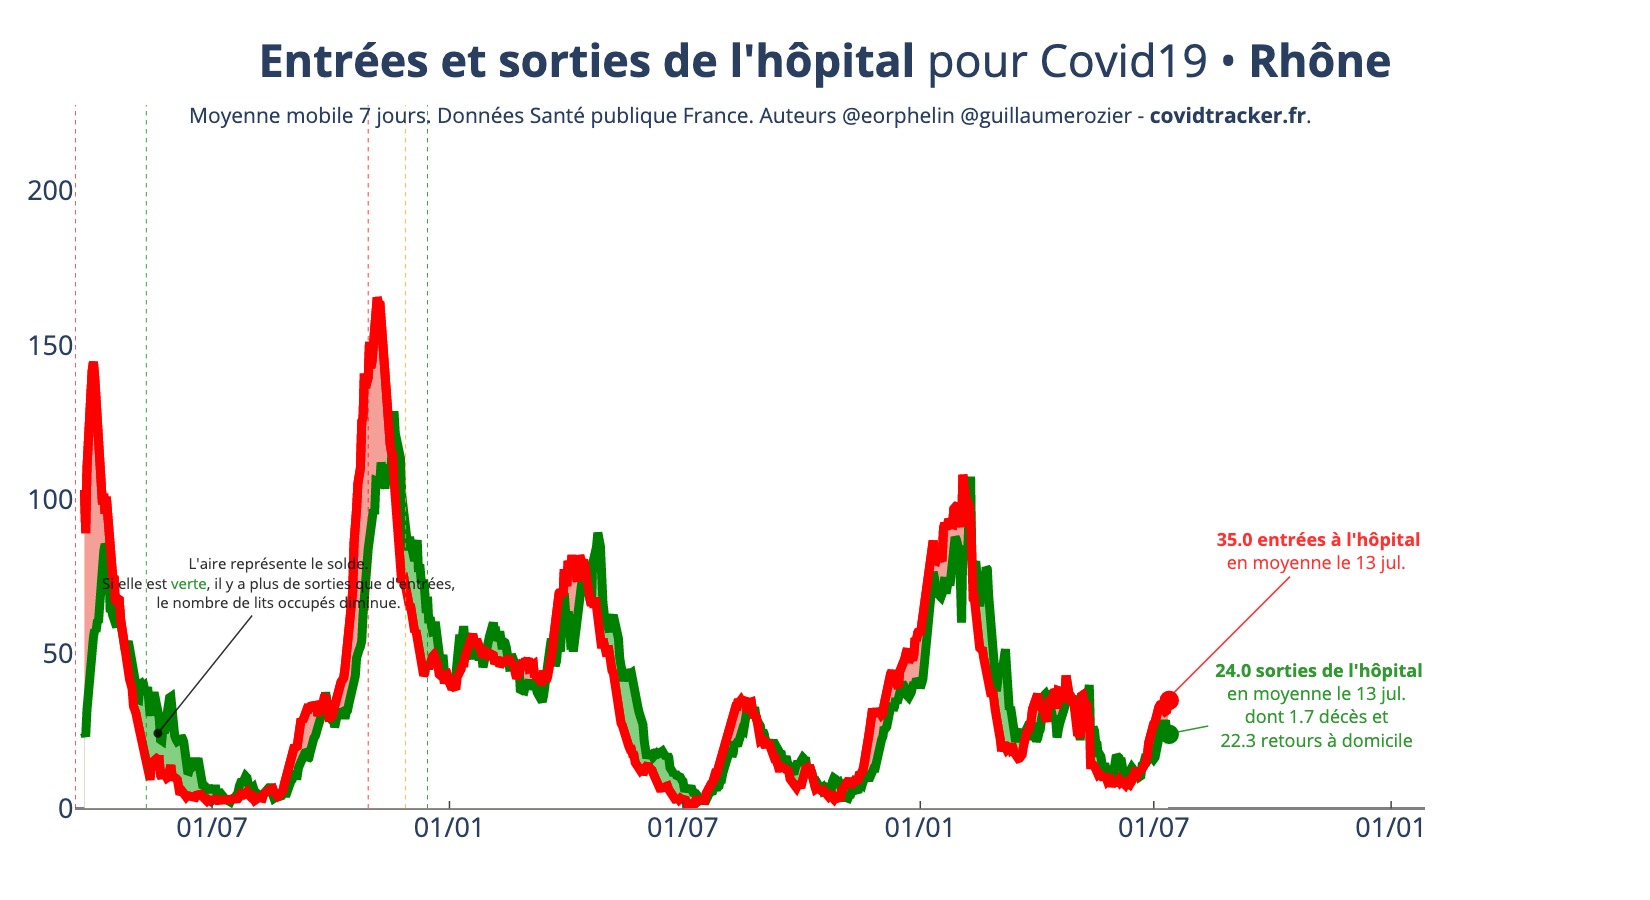 Entrées et sorties de l'hôpital pour Covid19 • Rhône
Moyenne mobile 7 jours. Données Santé publique France. Auteurs @eorphelin @guillaumerozier - covidtracker.fr.
200
150
100
50
0
L'aire représente le solde.
Si elle est verte, il y a plus de sorties que d'entrées,
le nombre de lits occupés diminue.
35.0 entrées à l'hôpital
en moyenne le 13 jul.
24.0 sorties de l'hôpital
en moyenne le 13 jul.
dont 1.7 décès et
22.3 retours à domicile
01/07
01/01
01/07
01/01
01/07
01/01